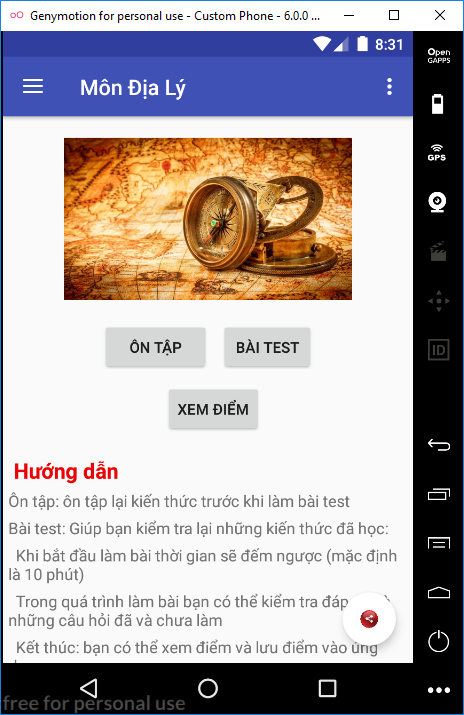 Genymotion for personal use - Custom Phone - 6.0.0 ...
8:31
Open
GAPPS
Môn Địa Lý
GPS
ÔN TẬP
BÀI TEST
ID
XEM ĐIỂM
Hướng dẫn
Ôn tập: ôn tập lại kiến thức trước khi làm bài test
Bài test: Giúp bạn kiểm tra lại những kiến thức đã học:
Khi bắt đầu làm bài thời gian sẽ đếm ngược (mặc định
là 10 phút)
Trong quá trình làm bài bạn có thể kiểm tra đáp
những câu hỏi đã và chưa làm
Kết thúc: bạn có thể xem điểm và lưu điểm vào ứng
free for personal use